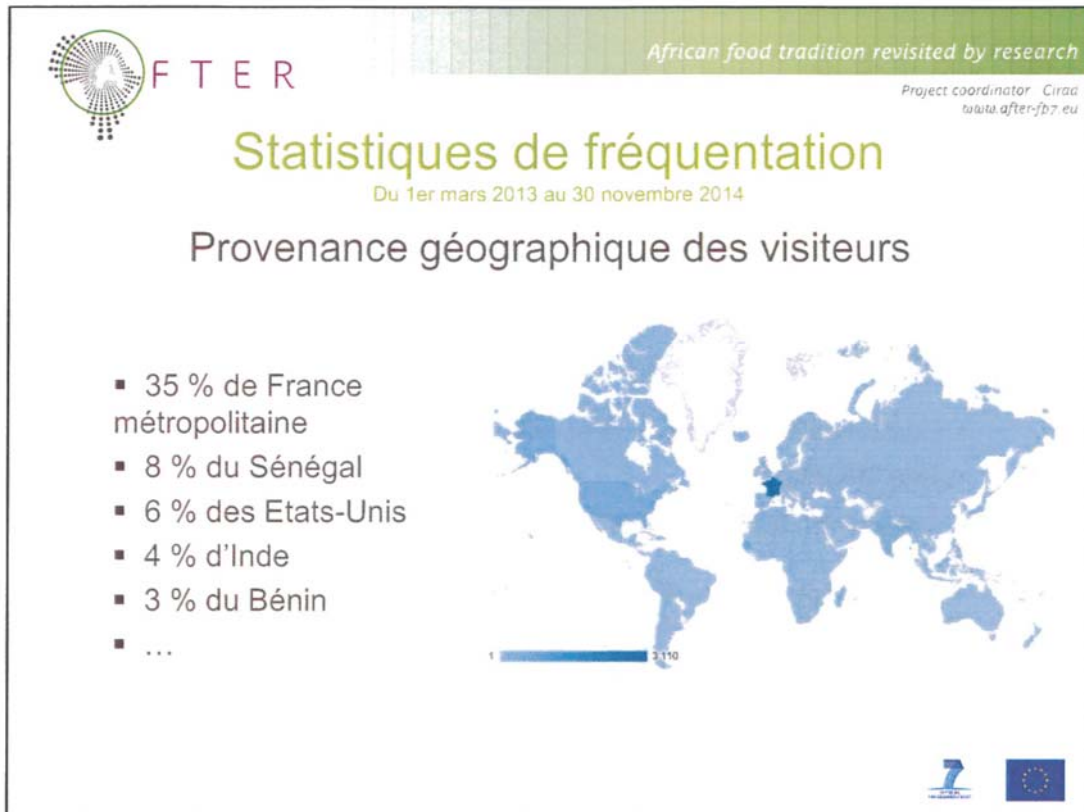 AFTER
African food tradition revisited by research
Project coordinator Cirad
www.after-fp7.eu
Statistiques de fréquentation
Du 1er mars 2013 au 30 novembre 2014
Provenance géographique des visiteurs
▪ 35 % de France
métropolitaine
▪ 8 % du Sénégal
▪ 6 % des Etats-Unis
▪ 4 % d'Inde
▪ 3 % du Bénin
▪ ...
1 3 110